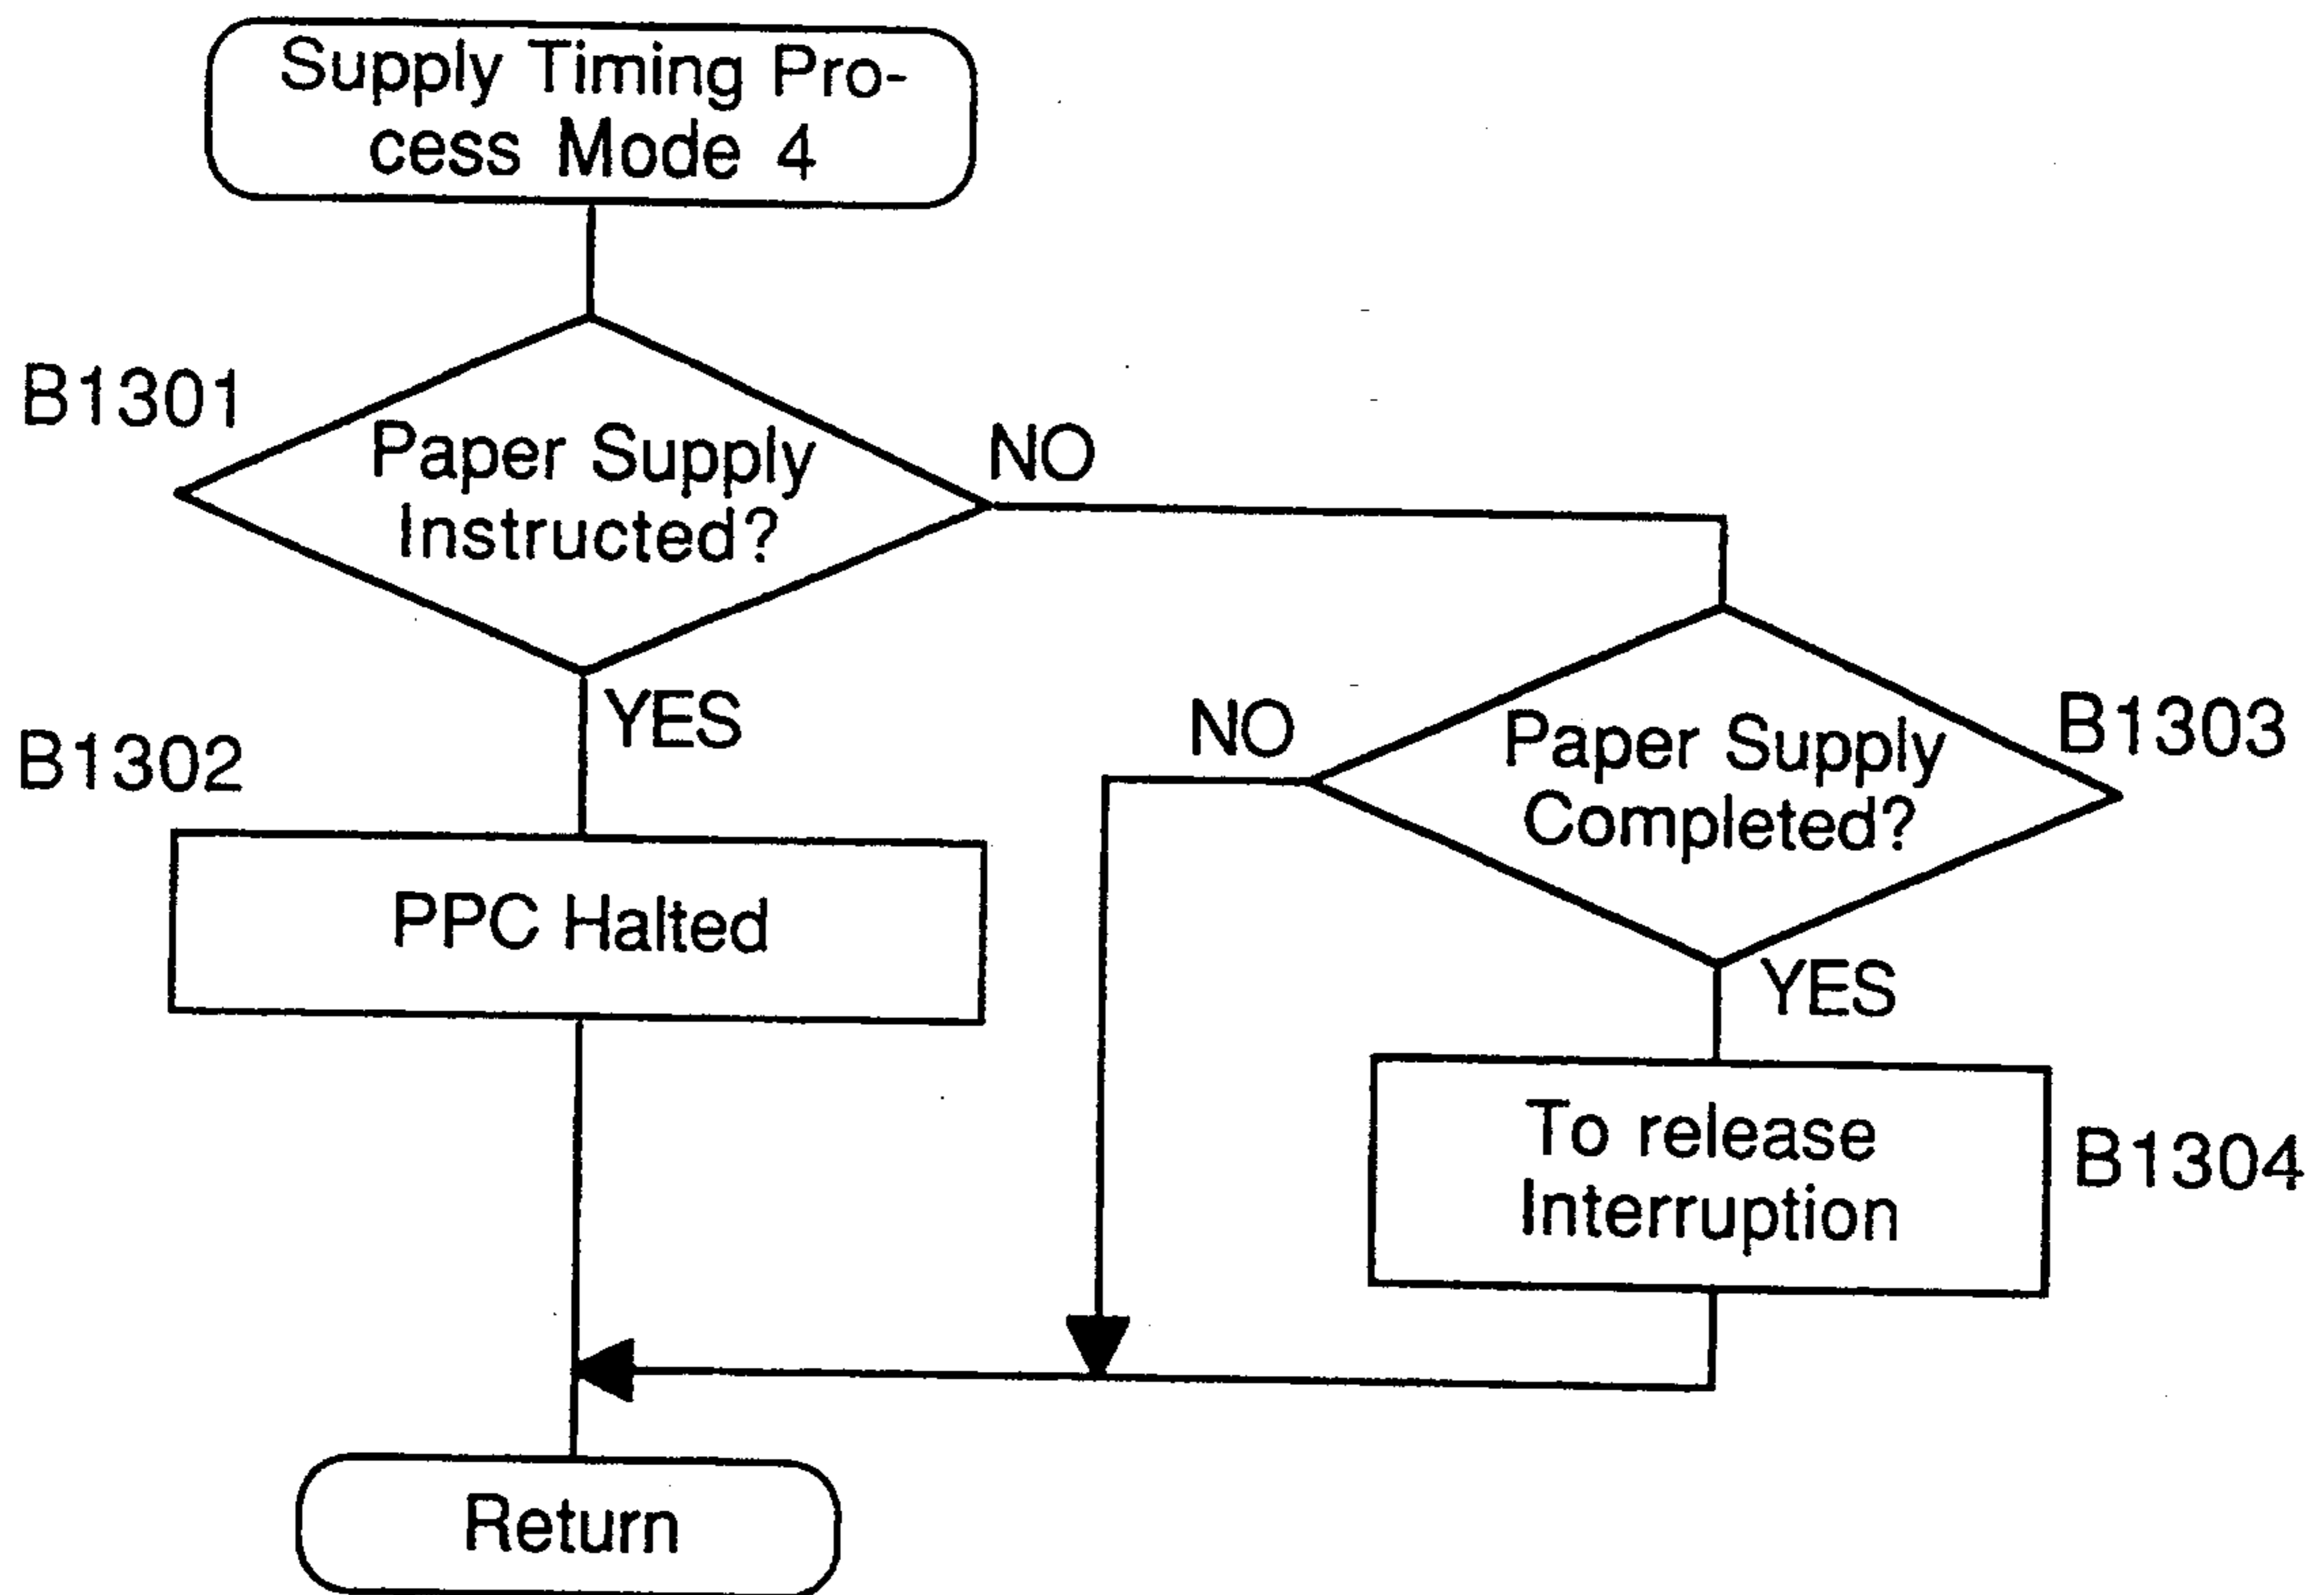 Supply Timing Pro-
cess Mode 4
B1301
Paper Supply
Instructed?
NO
YES
B1302
PPC Halted
NO
Paper Supply
Completed?
B1303
YES
To release
Interruption
B1304
Return